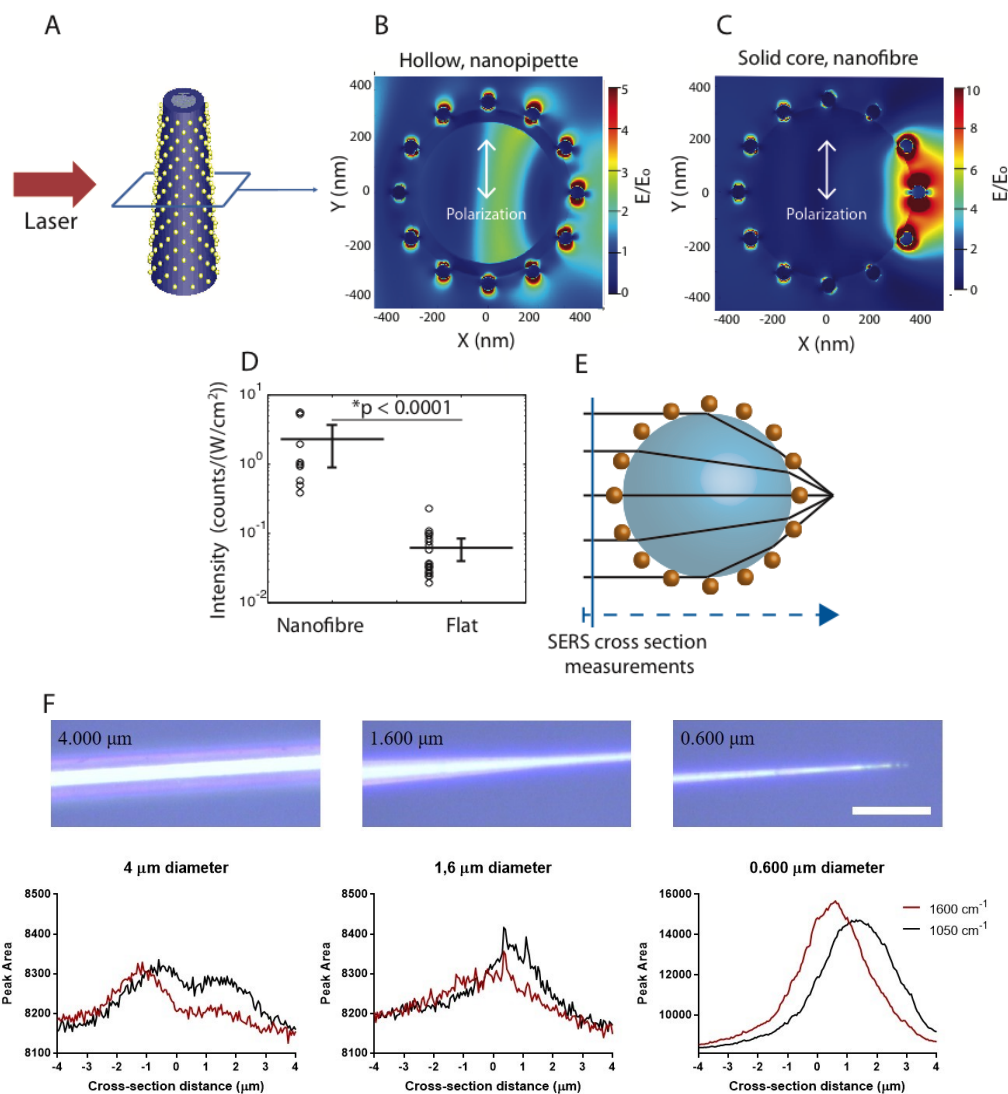 A
B
C
Hollow, nanopipette
Solid core, nanofibre
Laser
Y (nm)
400
200
0
-200
-400
Polarization
-400
-200
0
200
400
X (nm)
5
4
3
2
1
0
E/Eo
Y (nm)
400
200
0
-200
-400
Polarization
-400
-200
0
200
400
X (nm)
10
8
6
4
2
0
E/Eo
D
E
Intensity (counts/(W/cm²))
10¹
10⁰
10⁻¹
10⁻²
*p < 0.0001
Nanofibre
Flat
SERS cross section
measurements
F
4.000 μm
1.600 μm
0.600 μm
4 μm diameter
Peak Area
8500
8400
8300
8200
8100
-4 -3 -2 -1 0 1 2 3 4
Cross-section distance (μm)
1,6 μm diameter
Peak Area
8500
8400
8300
8200
8100
-4 -3 -2 -1 0 1 2 3 4
Cross-section distance (μm)
0.600 μm diameter
Peak Area
16000
14000
12000
10000
-4 -3 -2 -1 0 1 2 3 4
Cross-section distance (μm)
1600 cm⁻¹
1050 cm⁻¹